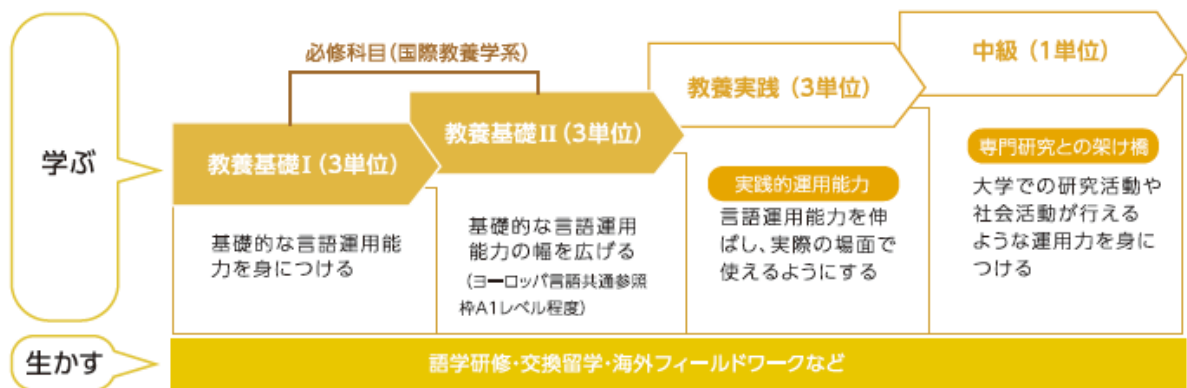 学ぶ
必修科目(国際教養学系)
教養基礎I(3単位)
基礎的な言語運用能
力を身につける
教養基礎II(3単位)
基礎的な言語運用
能力の幅を広げる
(ヨーロッパ言語共通参照
枠A1レベル程度)
教養実践(3単位)
実践的運用能力
言語運用能力を伸
ばし、実際の場面で
使えるようにする
中級(1単位)
専門研究との架け橋
大学での研究活動や
社会活動が行える
ような運用力を身に
つける
生かす
語学研修・交換留学・海外フィールドワークなど